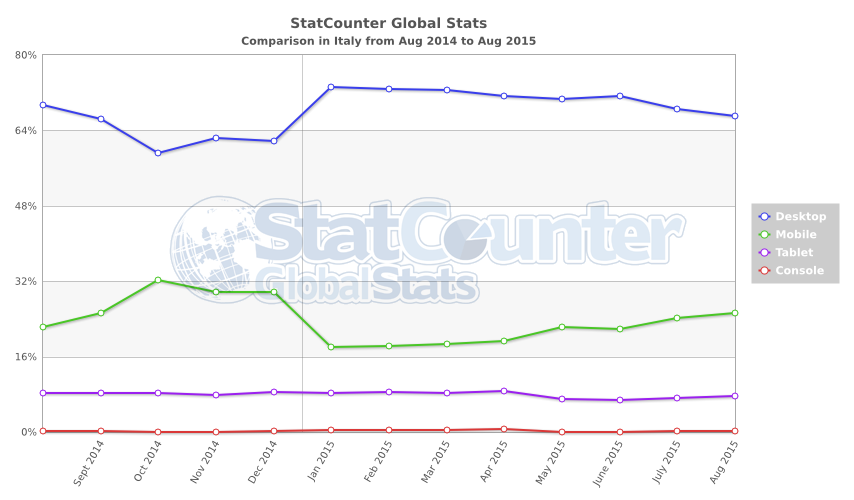 StatCounter Global Stats
Comparison in Italy from Aug 2014 to Aug 2015
80%
64%
48%
32%
16%
0%
StatCounter
GlobalStats
Desktop
Mobile
Tablet
Console
Sept 2014
Oct 2014
Nov 2014
Dec 2014
Jan 2015
Feb 2015
Mar 2015
Apr 2015
May 2015
June 2015
July 2015
Aug 2015